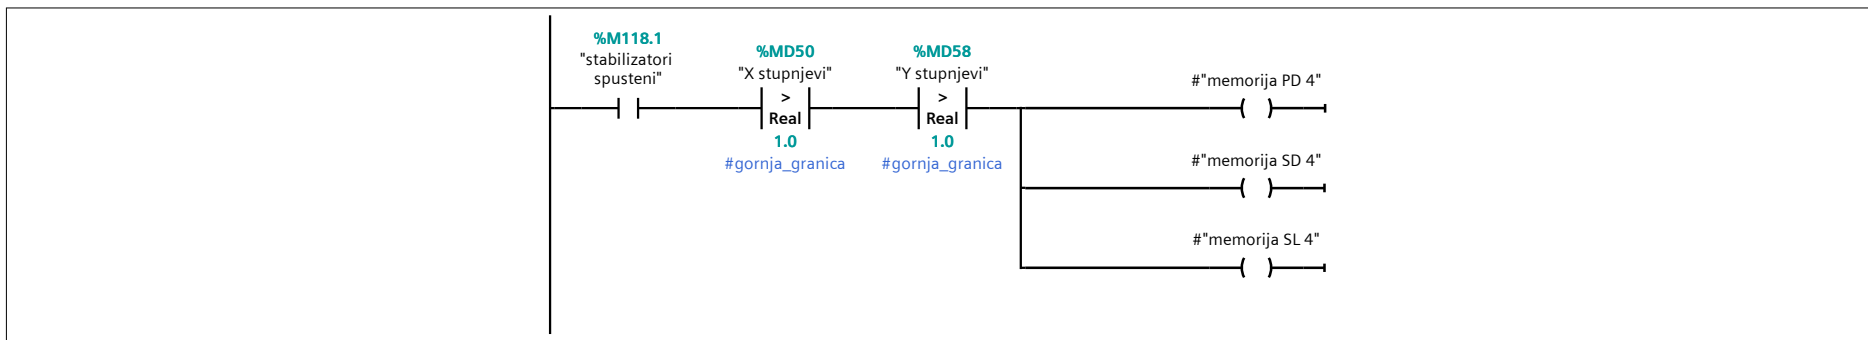 %M118.1
"stabilizatori
spusteni"
%MD50
"X stupnjevi"
>
Real
1.0
#gornja_granica
%MD58
"Y stupnjevi"
>
Real
1.0
#gornja_granica
#"memorija PD 4"
#"memorija SD 4"
#"memorija SL 4"